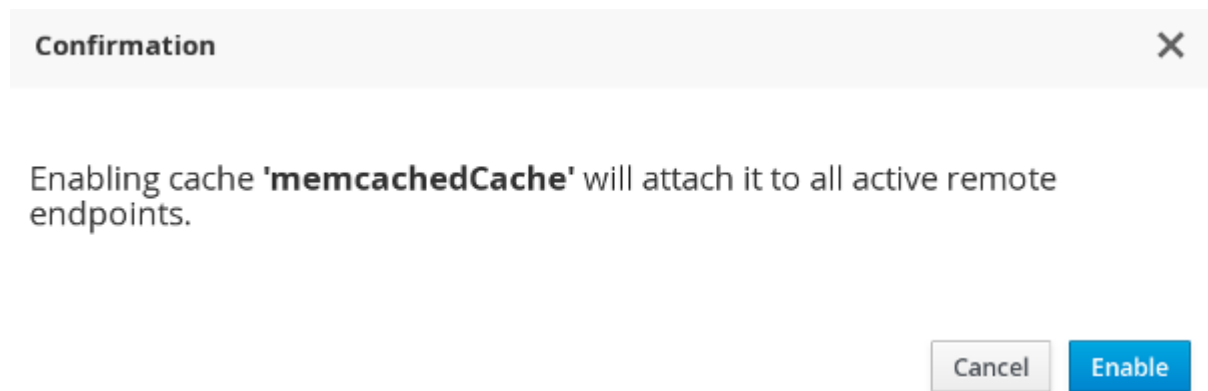 Confirmation
Enabling cache 'memcachedCache' will attach it to all active remote
endpoints.
Cancel
Enable